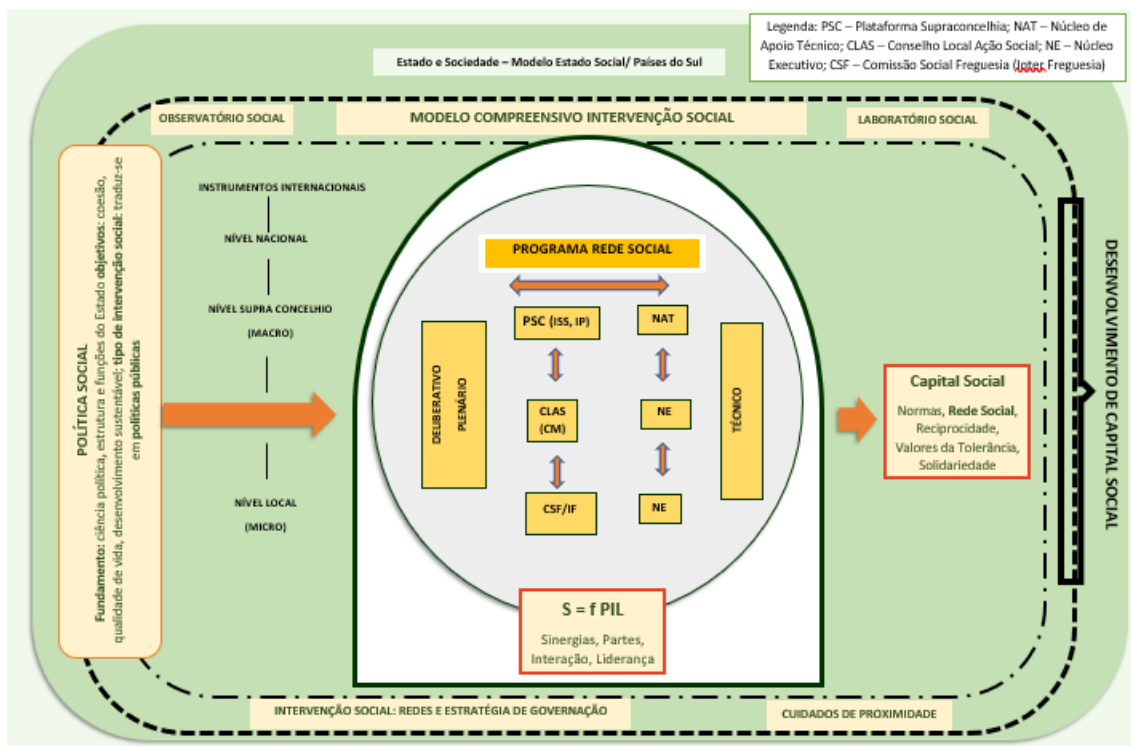 Legenda: PSC – Plataforma Supraconcelhia; NAT – Núcleo de
Apoio Técnico; CLAS – Conselho Local Ação Social; NE – Núcleo
Executivo; CSF – Comissão Social Freguesia (Inter Freguesia)
Estado e Sociedade – Modelo Estado Social/ Países do Sul
OBSERVATÓRIO SOCIAL
MODELO COMPREENSIVO INTERVENÇÃO SOCIAL
LABORATÓRIO SOCIAL
POLÍTICA SOCIAL
Fundamento: ciência política, estrutura e funções do Estado objetivos: coesão,
qualidade de vida, desenvolvimento sustentável; tipo de intervenção social: traduz-se
em políticas públicas
INSTRUMENTOS INTERNACIONAIS
NÍVEL NACIONAL
NÍVEL SUPRA CONCELHIO
(MACRO)
NÍVEL LOCAL
(MICRO)
PROGRAMA REDE SOCIAL
DELIBERATIVO
PLENÁRIO
PSC (ISS, IP)
NAT
CLAS
(CM)
NE
CSF/IF
NE
TÉCNICO
S = f PIL
Sinergias, Partes,
Interação, Liderança
Capital Social
Normas, Rede Social,
Reciprocidade,
Valores da Tolerância,
Solidariedade
DESENVOLVIMENTO DE CAPITAL SOCIAL
INTERVENÇÃO SOCIAL: REDES E ESTRATÉGIA DE GOVERNAÇÃO
CUIDADOS DE PROXIMIDADE